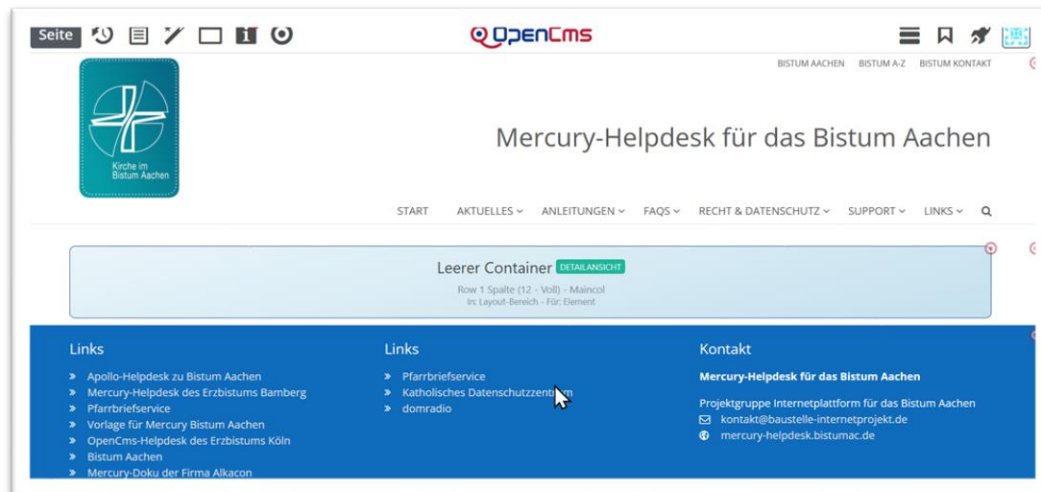 Seite
OpenCms
BISTUM AACHEN BISTUM A-Z BISTUM KONTAKT
Kirche im
Bistum Aachen
Mercury-Helpdesk für das Bistum Aachen
START AKTUELLES ANLEITUNGEN FAQS RECHT & DATENSCHUTZ SUPPORT LINKS
Leerer Container DETAILANSICHT
Row 1 Spalte (12 - Voll) - Maincol
In: Layout-Bereich - Für: Element
Links
» Apollo-Helpdesk zu Bistum Aachen
» Mercury-Helpdesk des Erzbistums Bamberg
» Pfarrbriefservice
» Vorlage für Mercury Bistum Aachen
» OpenCms-Helpdesk des Erzbistums Köln
» Bistum Aachen
» Mercury-Doku der Firma Alkacon
Links
» Pfarrbriefservice
» Katholisches Datenschutzzentrum
» domradio
Kontakt
Mercury-Helpdesk für das Bistum Aachen
Projektgruppe Internetplattform für das Bistum Aachen
kontakt@baustelle-internetprojekt.de
mercury-helpdesk.bistumac.de